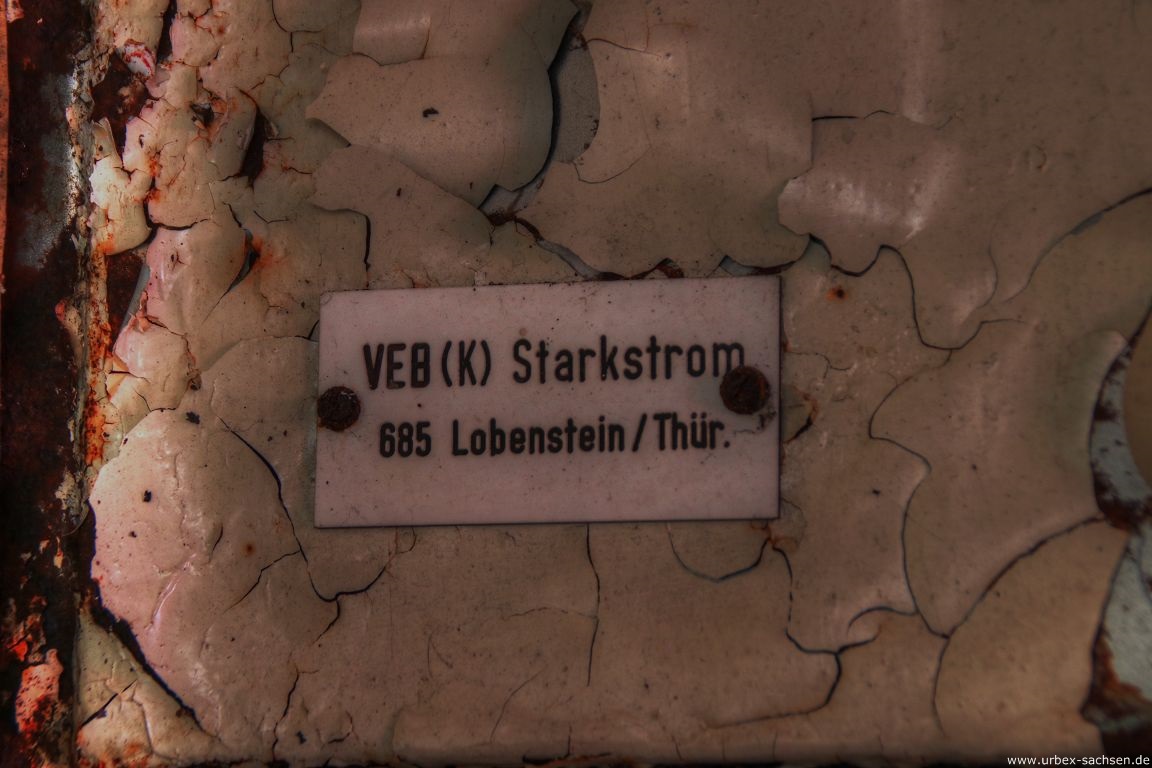 VEB (K) Starkstrom
685 Lobenstein/Thür.
www.urbex-sachsen.de